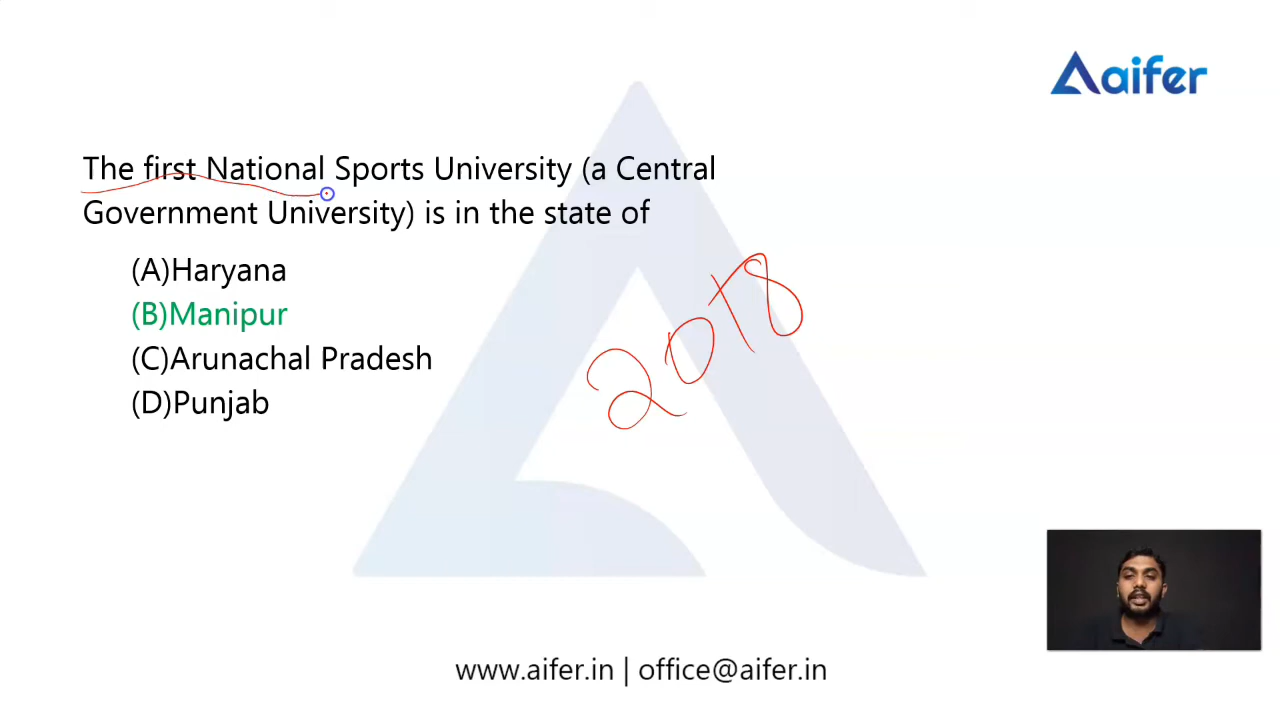 aifer
The first National Sports University (a Central
Government University) is in the state of
(A)Haryana
(B)Manipur
(C)Arunachal Pradesh
(D)Punjab
2018
www.aifer.in | office@aifer.in